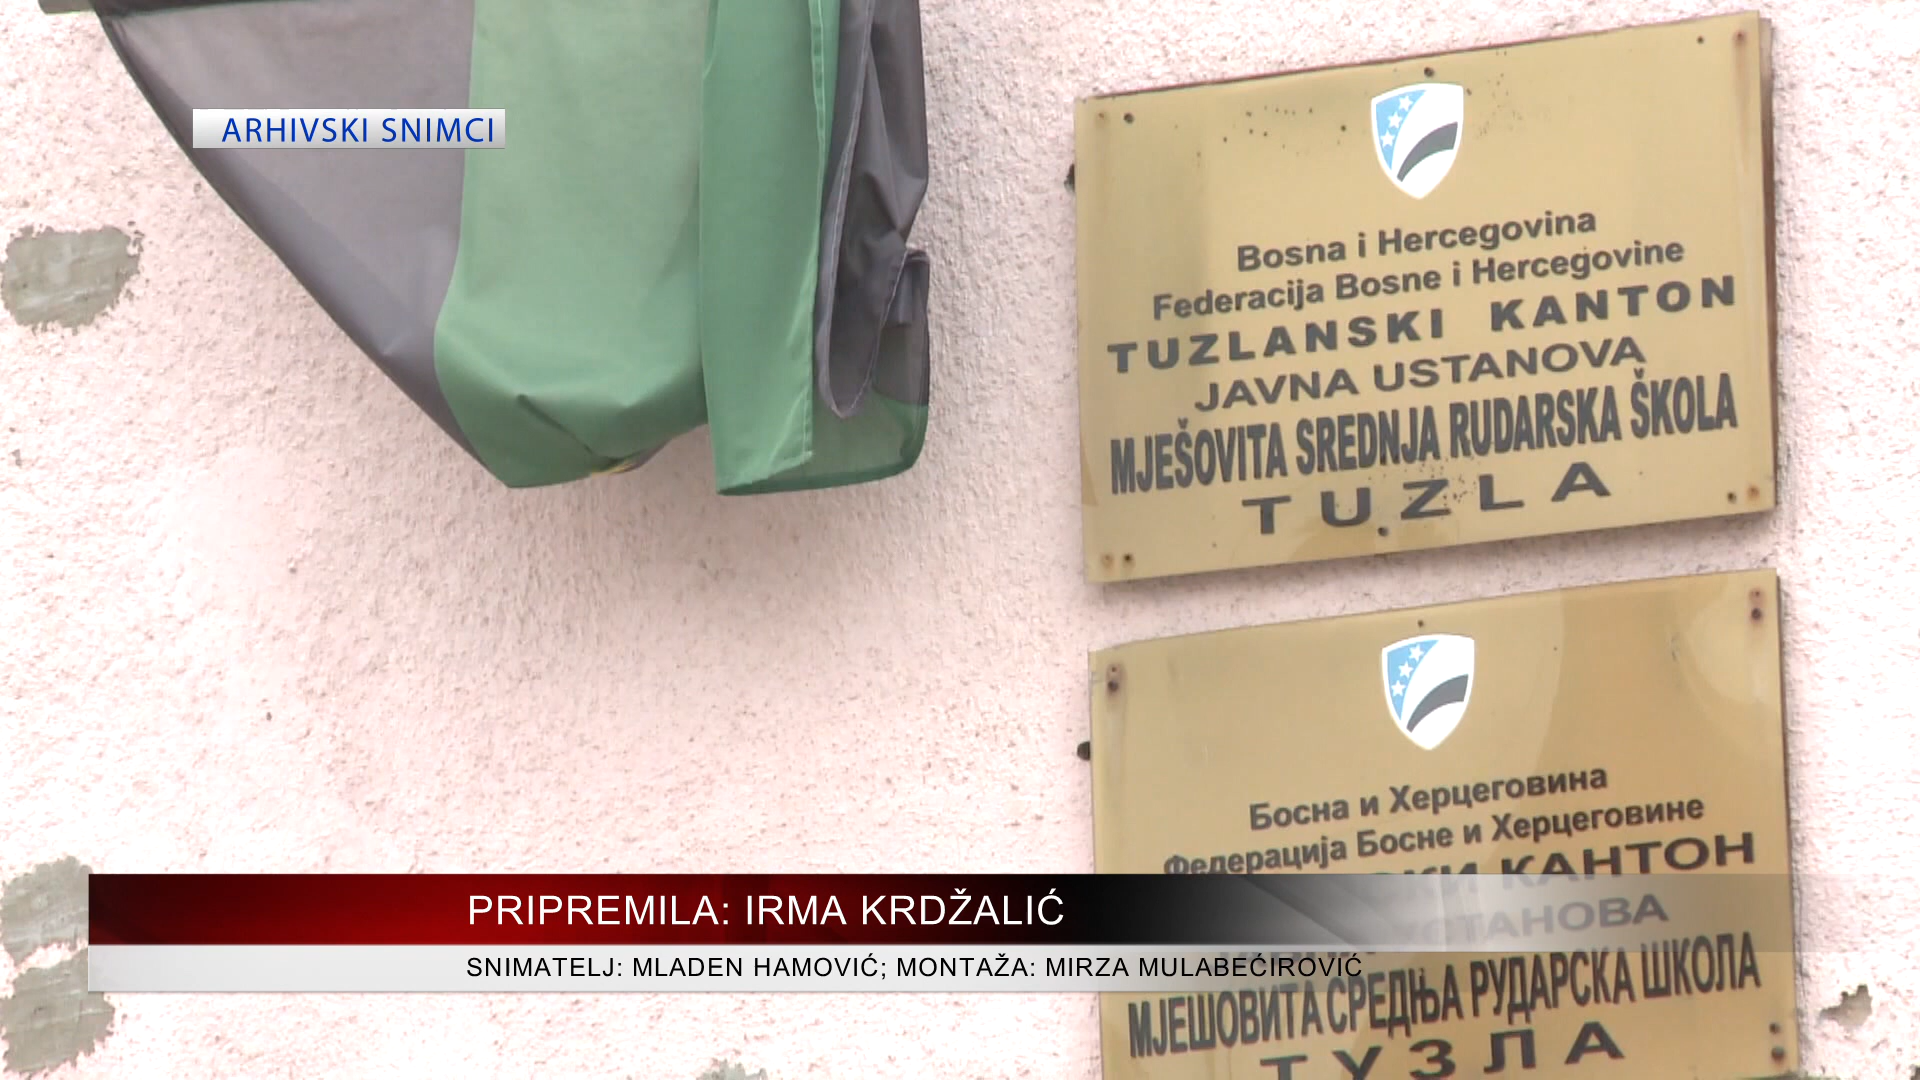 ARHIVSKI SNIMCI
Bosna i Hercegovina
Federacija Bosne i Hercegovine
TUZLANSKI KANTON
JAVNA USTANOVA
MJEŠOVITA SREDNJA RUDARSKA ŠKOLA
TUZLA
Босна и Херцеговина
Федерација Босне и Херцеговине
КАНТОН
УСТАНОВА
МЈЕШОВИТА СРЕДЊА РУДАРСКА ШКОЛА
ТУЗЛА
PRIPREMILA: IRMA KRDŽALIĆ
SNIMATELJ: MLADEN HAMOVIĆ; MONTAŽA: MIRZA MULABEĆIROVIĆ